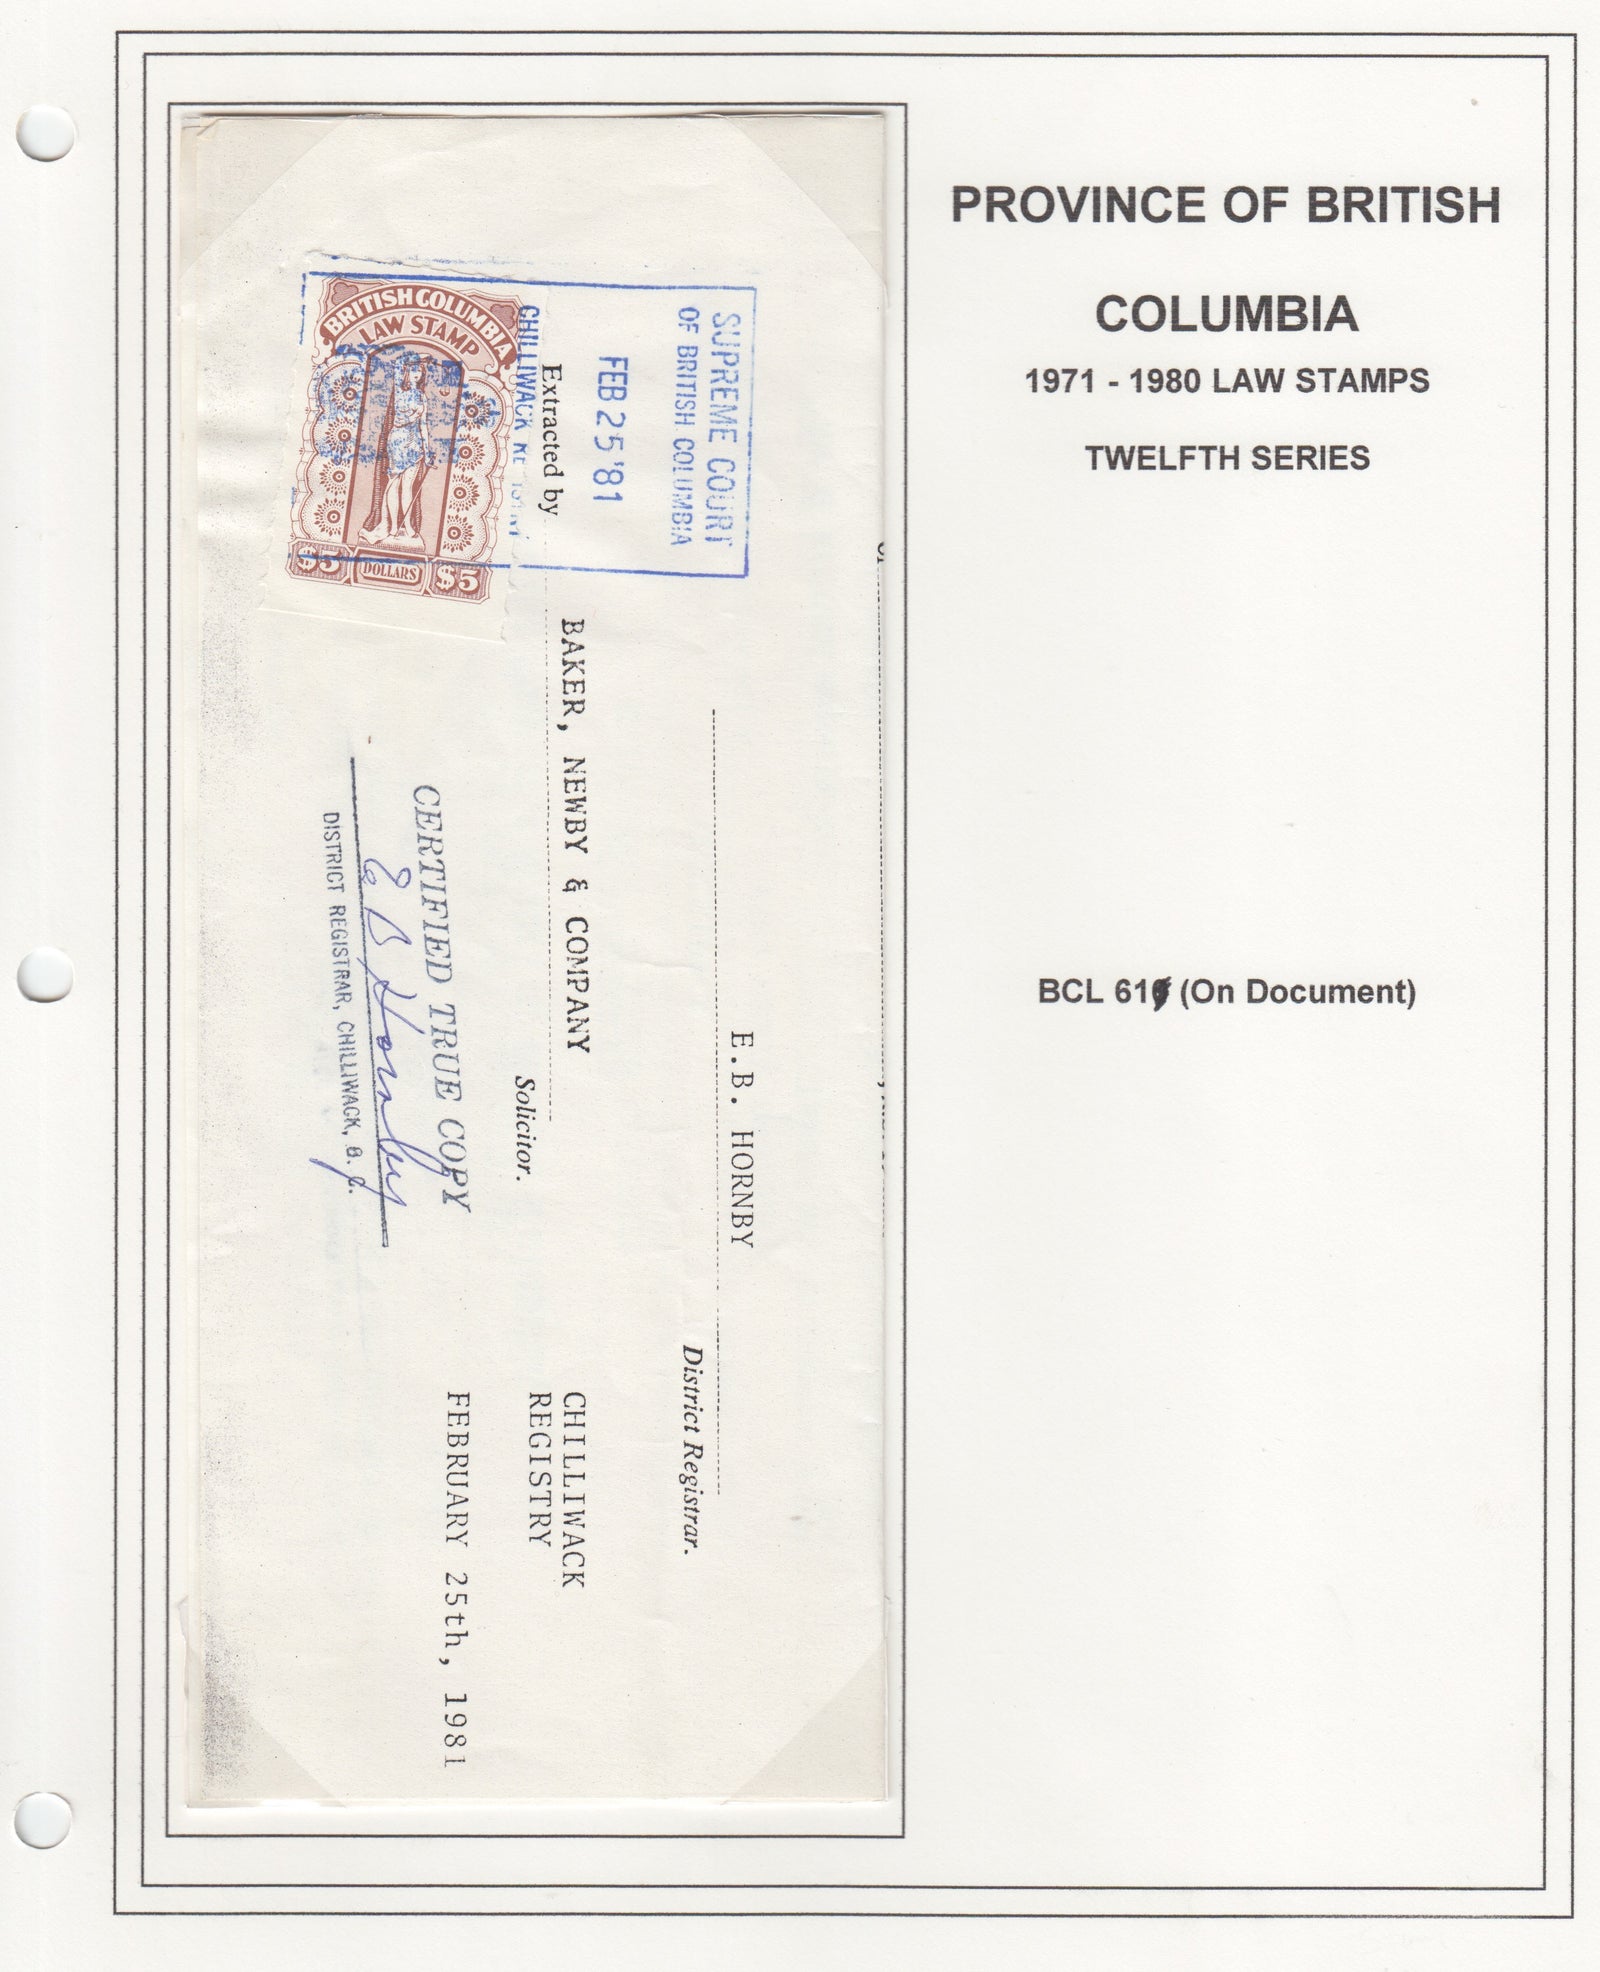 PROVINCE OF BRITISH
COLUMBIA
1971 - 1980 LAW STAMPS
TWELFTH SERIES
BCL 61 (On Document)
E.B. HORNBY
District Registrar.
SUPREME COURT
OF BRITISH COLUMBIA
FEB 25 '81
CHILLIWACK
Extracted by
BAKER, NEWBY & COMPANY
Solicitor.
CHILLIWACK
REGISTRY
FEBRUARY 25th, 1981
CERTIFIED TRUE COPY
E B Hornby
DISTRICT REGISTRAR, CHILLIWACK, B. C.
BRITISH COLUMBIA
LAW STAMP
$5 DOLLARS $5